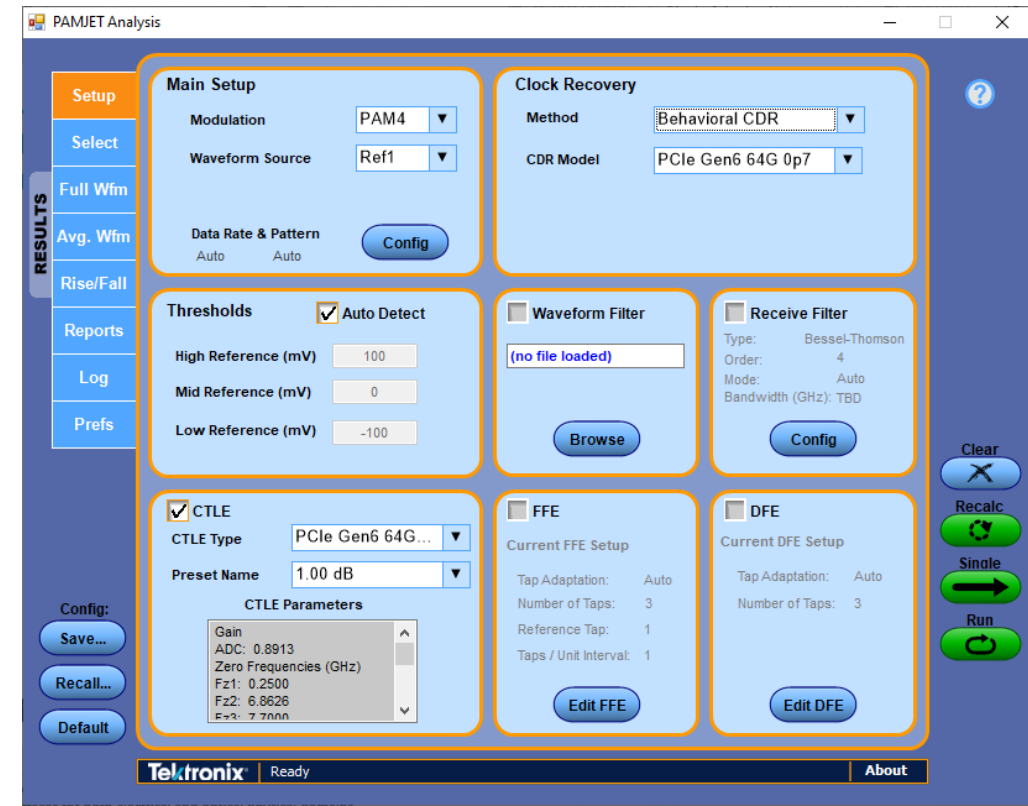 PAMJET Analysis
Setup
Select
Full Wfm
Avg. Wfm
Rise/Fall
Reports
Log
Prefs
RESULTS
Main Setup
Modulation PAM4
Waveform Source Ref1
Data Rate & Pattern
Auto Auto
Config
Clock Recovery
Method Behavioral CDR
CDR Model PCIe Gen6 64G 0p7
?
Thresholds Auto Detect
High Reference (mV) 100
Mid Reference (mV) 0
Low Reference (mV) -100
Waveform Filter
(no file loaded)
Browse
Receive Filter
Type: Bessel-Thomson
Order: 4
Mode: Auto
Bandwidth (GHz): TBD
Config
CTLE
CTLE Type PCIe Gen6 64G...
Preset Name 1.00 dB
CTLE Parameters
Gain
ADC: 0.8913
Zero Frequencies (GHz)
Fz1: 0.2500
Fz2: 6.8626
Fz3: 7.7000
FFE
Current FFE Setup
Tap Adaptation: Auto
Number of Taps: 3
Reference Tap: 1
Taps / Unit Interval: 1
Edit FFE
DFE
Current DFE Setup
Tap Adaptation: Auto
Number of Taps: 3
Edit DFE
Clear
Recalc
Single
Run
Config:
Save...
Recall...
Default
Tektronix Ready
About